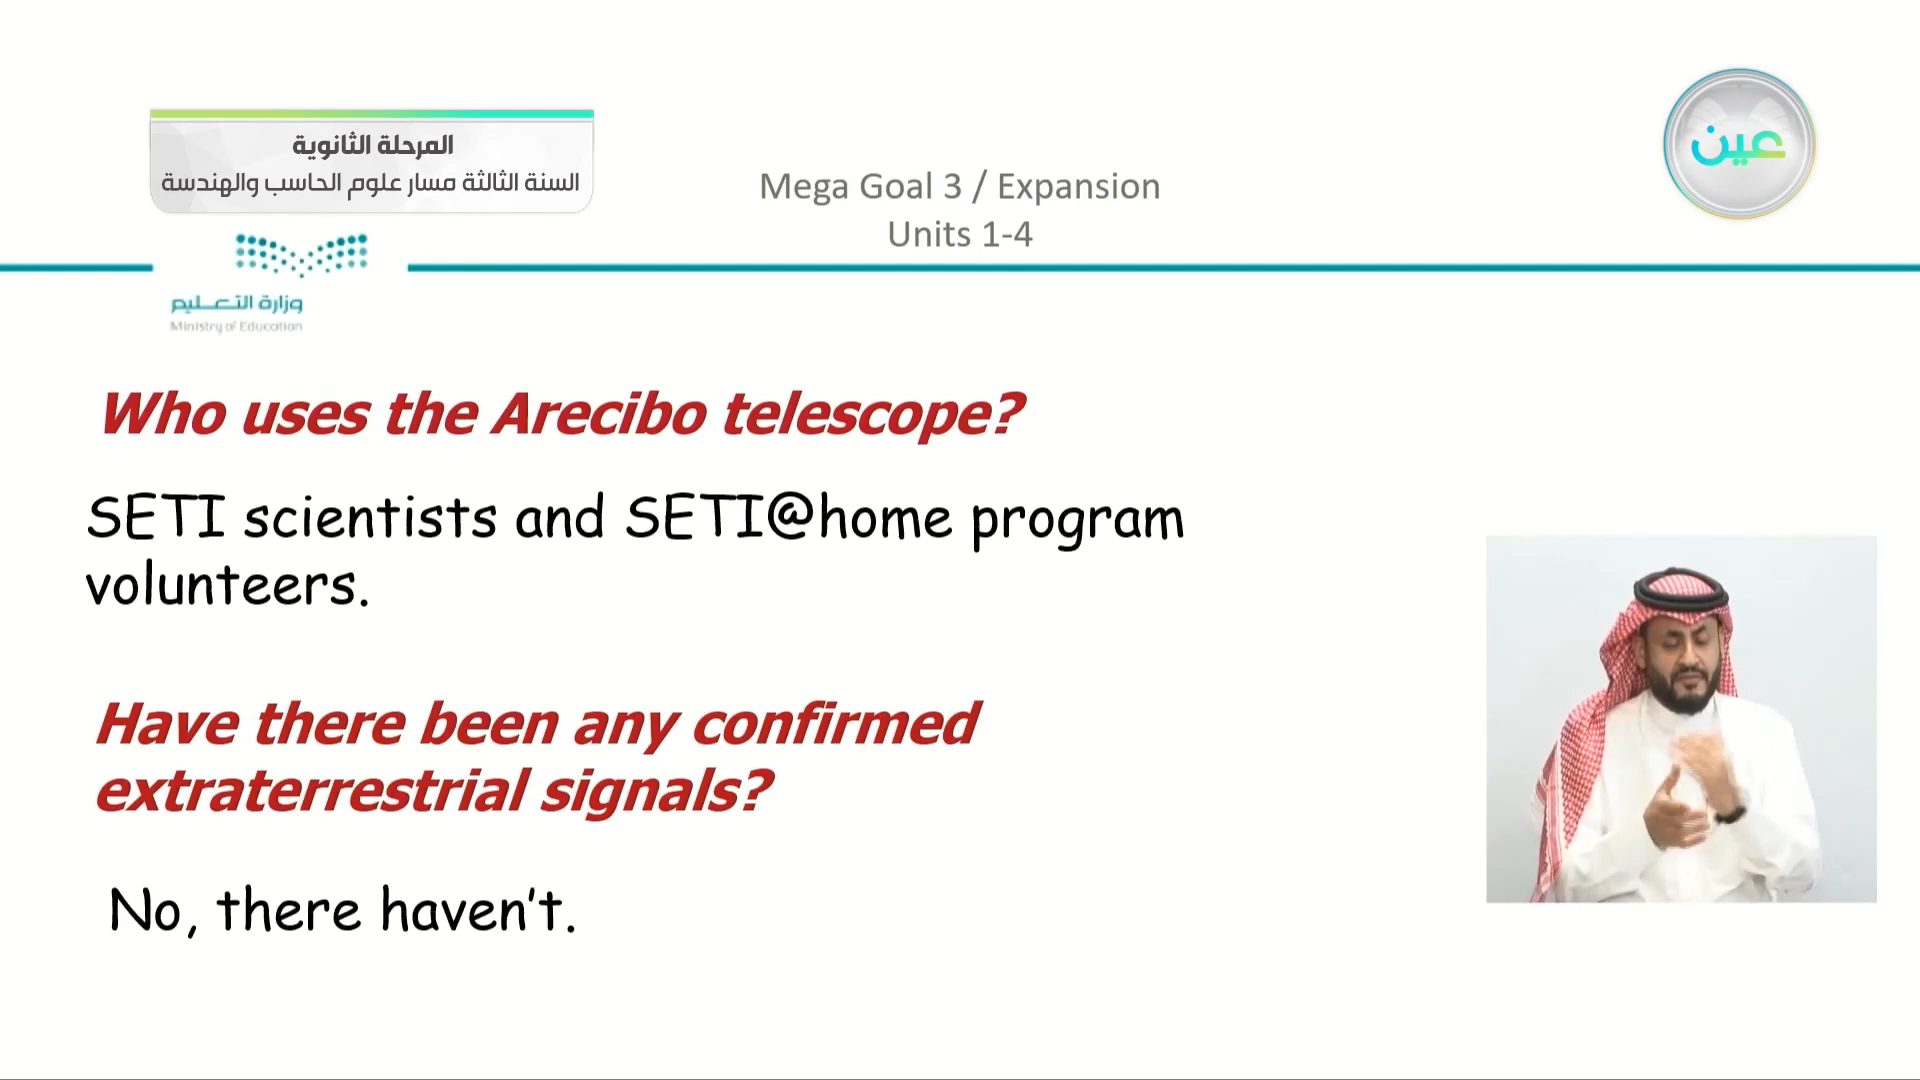 المرحلة الثانوية
السنة الثالثة مسار علوم الحاسب والهندسة
عين
Mega Goal 3 / Expansion
Units 1-4
وزارة التعليم
Ministry of Education
Who uses the Arecibo telescope?
SETI scientists and SETI@home program
volunteers.
Have there been any confirmed
extraterrestrial signals?
No, there haven't.